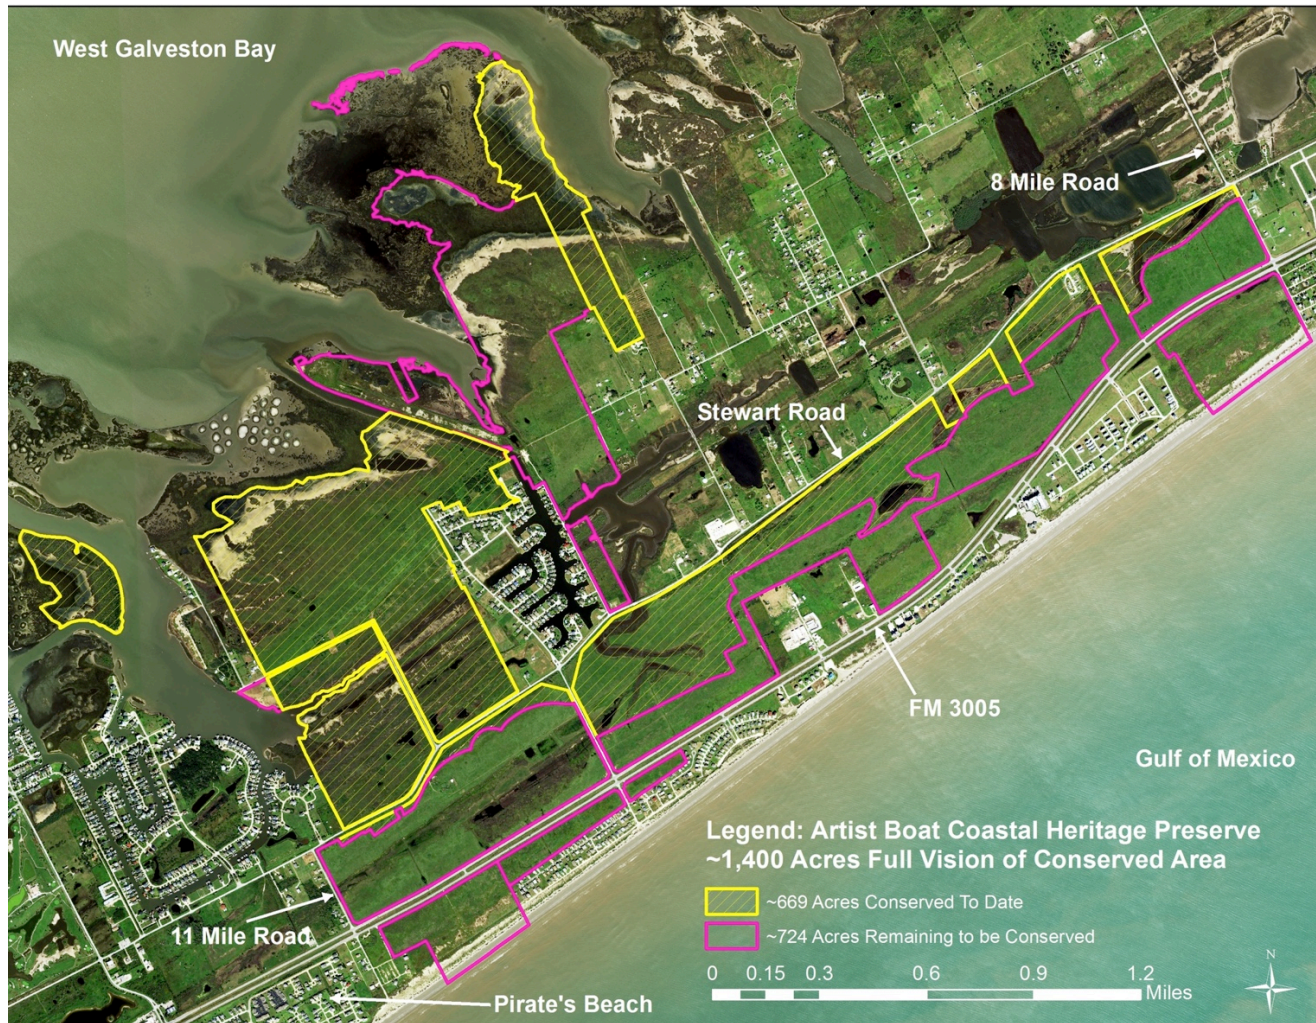 West Galveston Bay
8 Mile Road
Stewart Road
FM 3005
Gulf of Mexico
11 Mile Road
Pirate's Beach
Legend: Artist Boat Coastal Heritage Preserve
~1,400 Acres Full Vision of Conserved Area
~669 Acres Conserved To Date
~724 Acres Remaining to be Conserved
0 0.15 0.3 0.6 0.9 1.2
Miles
N